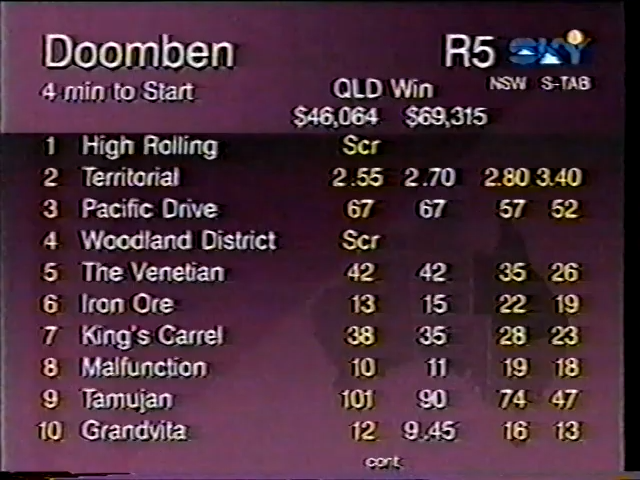 Doomben R5 SKY 1
4 min to Start QLD Win NSW S-TAB
$46,064 $69,315
1 High Rolling Scr
2 Territorial 2.55 2.70 2.80 3.40
3 Pacific Drive 67 67 57 52
4 Woodland District Scr
5 The Venetian 42 42 35 26
6 Iron Ore 13 15 22 19
7 King's Carrel 38 35 28 23
8 Malfunction 10 11 19 18
9 Tamujan 101 90 74 47
10 Grandvita 12 9.45 16 13
cont.